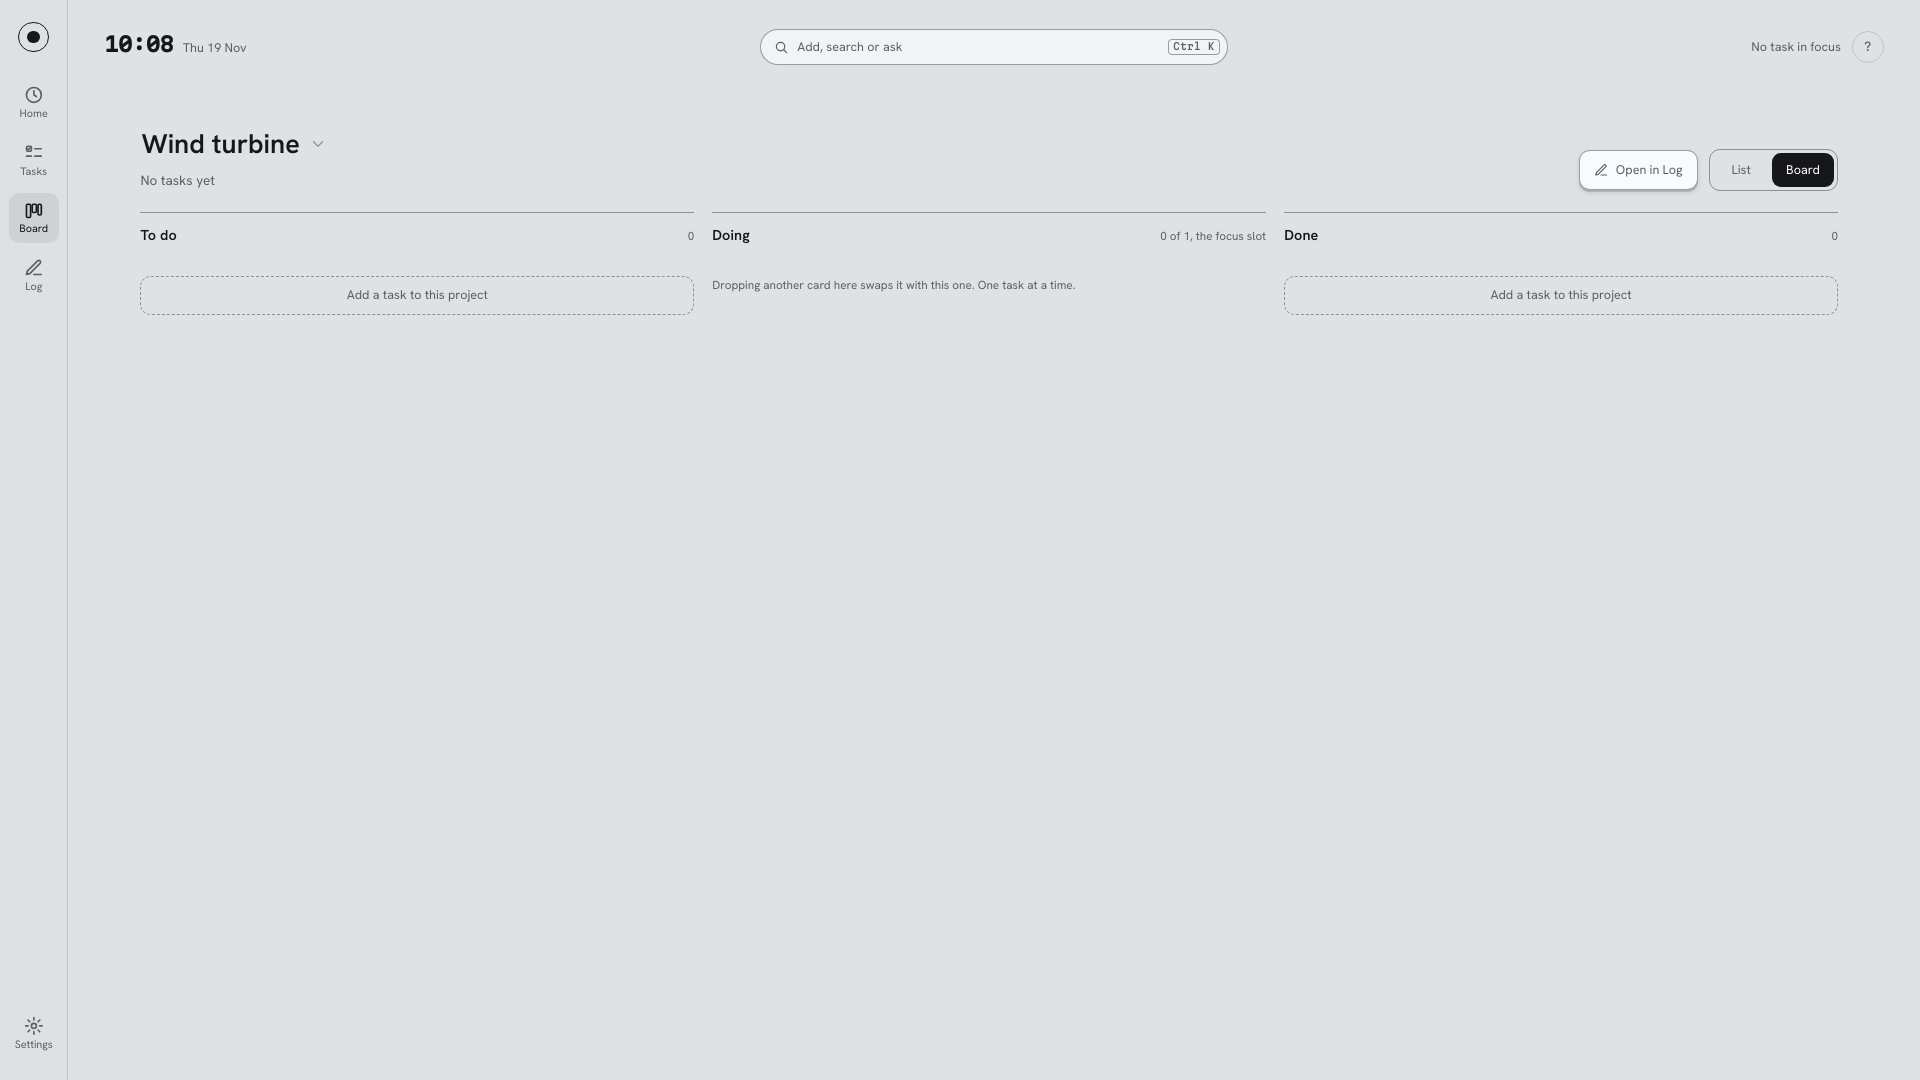 10:08 Thu 19 Nov
Add, search or ask
Ctrl K
No task in focus
?
Home
Tasks
Board
Log
Settings
Wind turbine
No tasks yet
Open in Log
List
Board
To do
0
Add a task to this project
Doing
0 of 1, the focus slot
Dropping another card here swaps it with this one. One task at a time.
Done
0
Add a task to this project